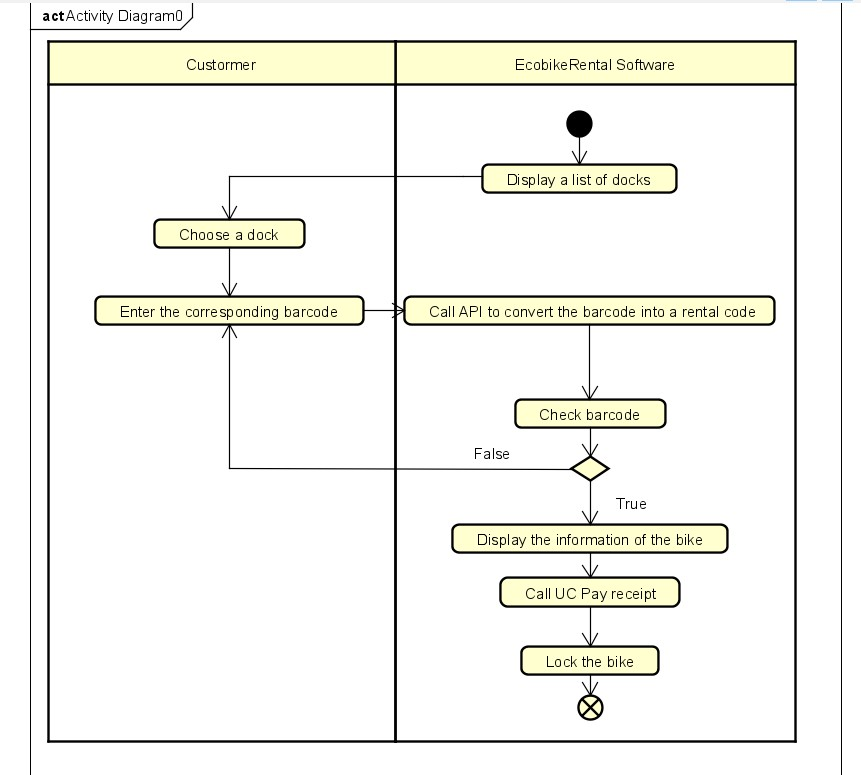 act Activity Diagram0
Custormer
EcobikeRental Software
Display a list of docks
Choose a dock
Enter the corresponding barcode
Call API to convert the barcode into a rental code
Check barcode
False
True
Display the information of the bike
Call UC Pay receipt
Lock the bike